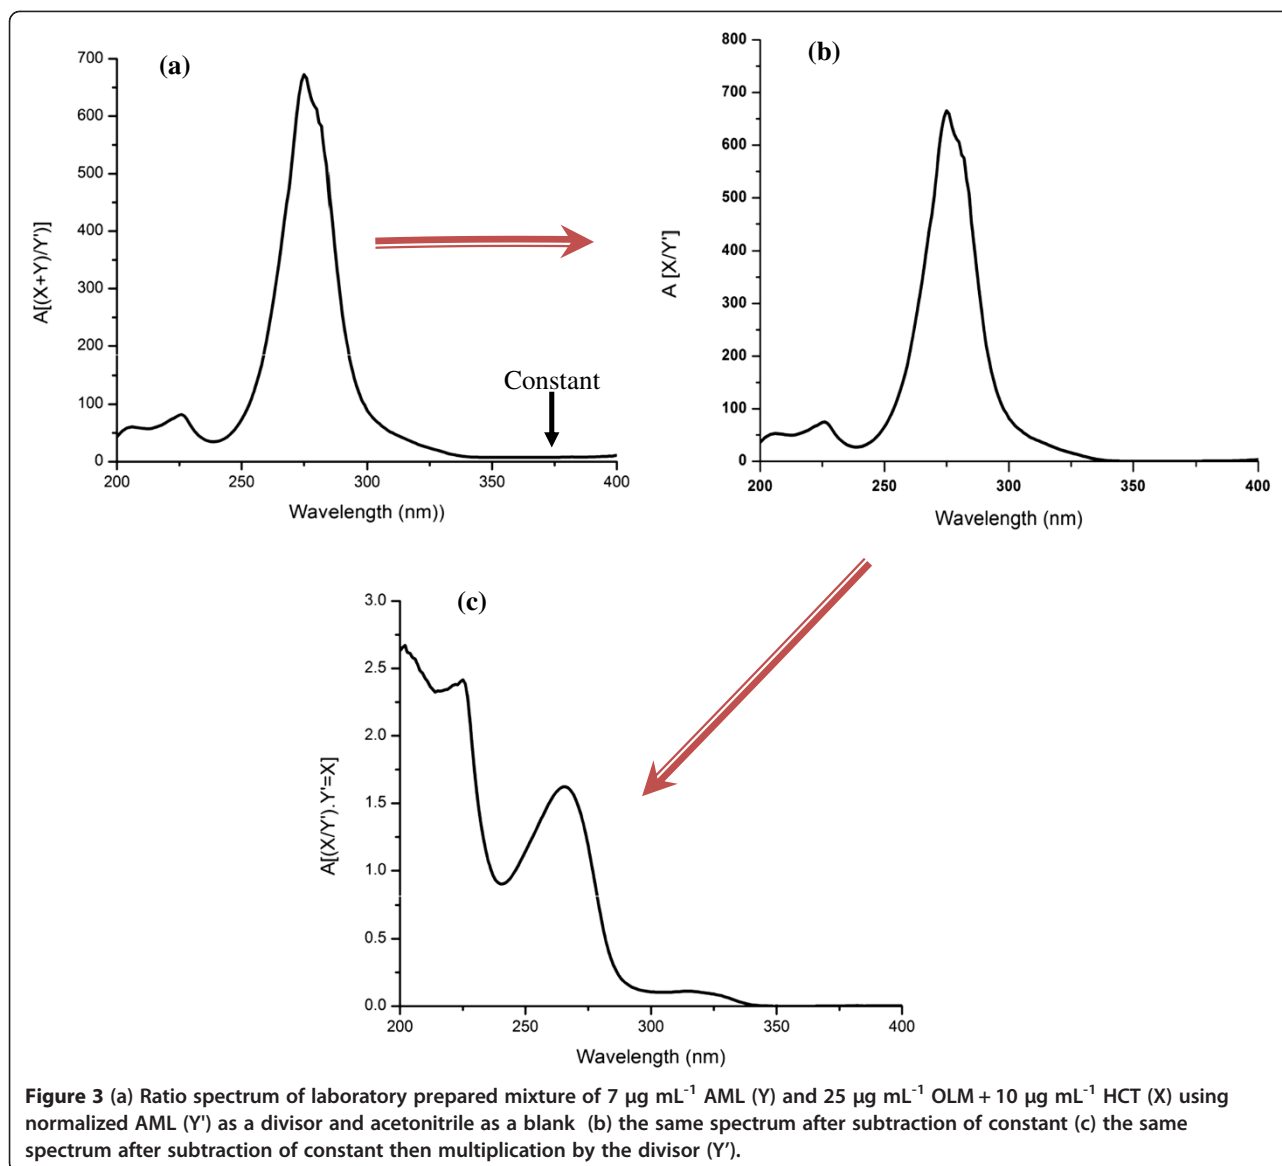 (a)
700
600
500
400
300
200
100
0
200 250 300 350 400
A[(X+Y)/Y')]
Constant
Wavelength (nm))
(b)
800
700
600
500
400
300
200
100
0
200 250 300 350 400
A [X/Y']
Wavelength (nm)
(c)
3.0
2.5
2.0
1.5
1.0
0.5
0.0
200 250 300 350 400
A[(X/Y').Y'=X]
Wavelength (nm)
Figure 3 (a) Ratio spectrum of laboratory prepared mixture of 7 μg mL⁻¹ AML (Y) and 25 μg mL⁻¹ OLM + 10 μg mL⁻¹ HCT (X) using
normalized AML (Y') as a divisor and acetonitrile as a blank (b) the same spectrum after subtraction of constant (c) the same
spectrum after subtraction of constant then multiplication by the divisor (Y').